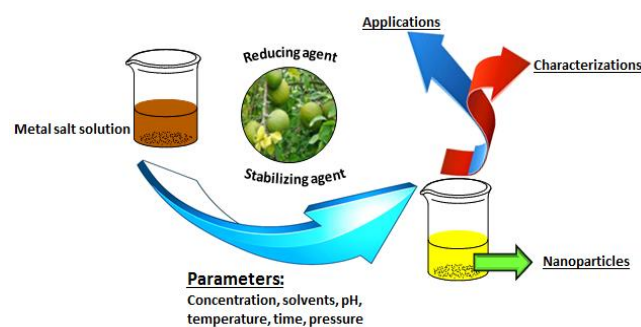 Applications
Characterizations
Reducing agent
Metal salt solution
Stabilizing agent
Nanoparticles
Parameters:
Concentration, solvents, pH,
temperature, time, pressure